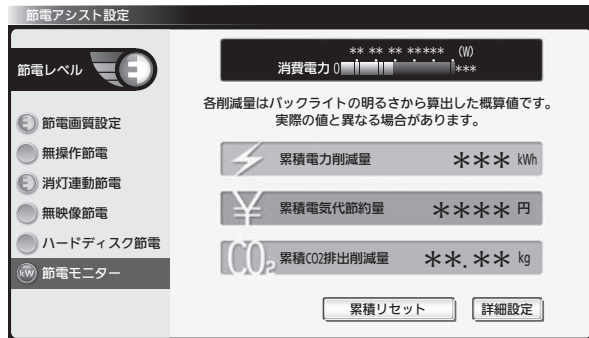 節電アシスト設定
節電レベル
節電画質設定
無操作節電
消灯連動節電
無映像節電
ハードディスク節電
kW 節電モニター
** ** ** ***** (W)
消費電力 0 ***
各削減量はバックライトの明るさから算出した概算値です。
実際の値と異なる場合があります。
累積電力削減量 *** kWh
¥ 累積電気代節約量 **** 円
CO2 累積CO2排出削減量 **.** kg
累積リセット 詳細設定